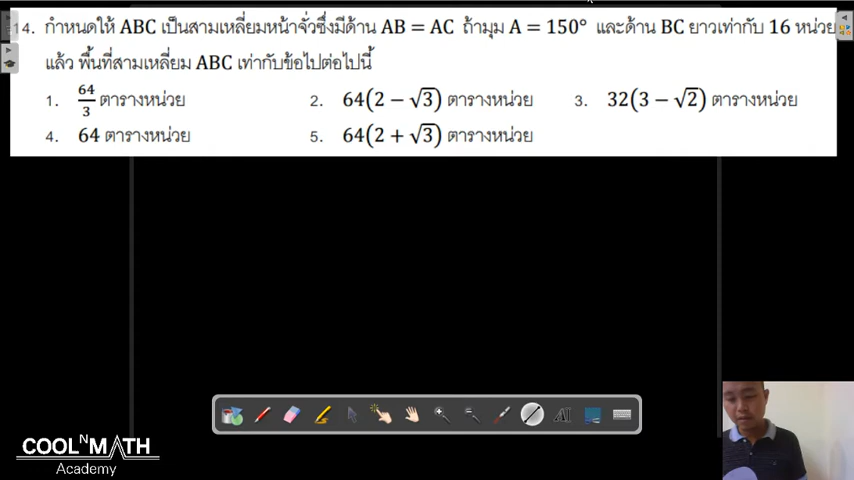 14. กำหนดให้ ABC เป็นสามเหลี่ยมหน้าจั่วซึ่งมีด้าน AB = AC ถ้ามุม A = 150° และด้าน BC ยาวเท่ากับ 16 หน่วย
แล้ว พื้นที่สามเหลี่ยม ABC เท่ากับข้อไปต่อไปนี้
1. 64/3 ตารางหน่วย 2. 64(2 − √3) ตารางหน่วย 3. 32(3 − √2) ตารางหน่วย
4. 64 ตารางหน่วย 5. 64(2 + √3) ตารางหน่วย
AI
COOL N MATH
Academy